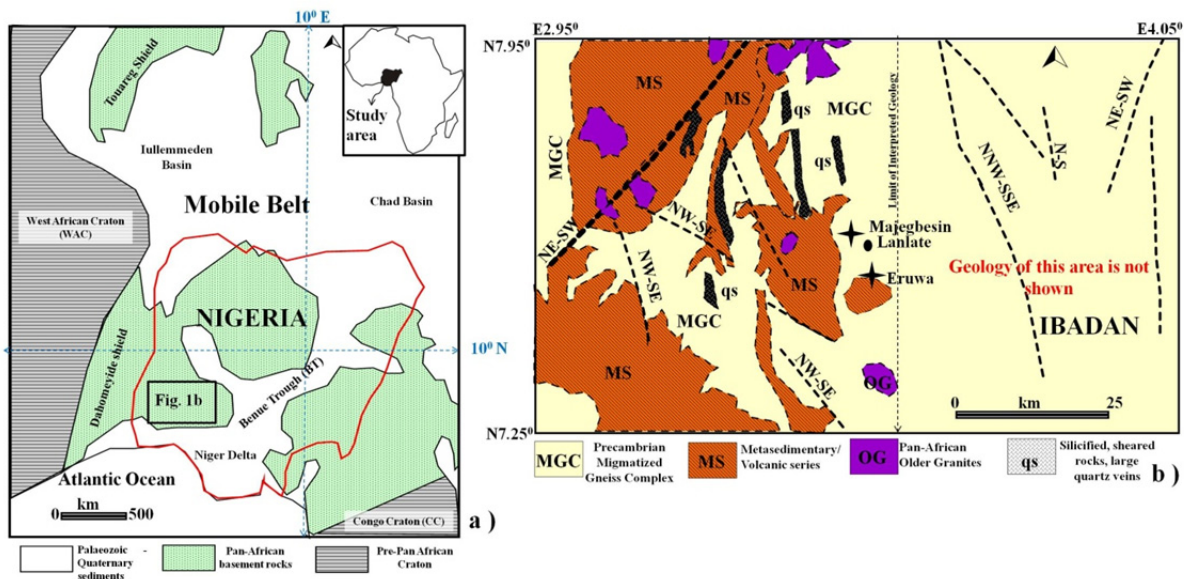 10⁰ E
Touareg Shield
Study
area
Iullemmeden
Basin
Mobile Belt
Chad Basin
West African Craton
(WAC)
NIGERIA
10⁰ N
Dahomeyide shield
Fig. 1b
Benue Trough (BT)
Niger Delta
Atlantic Ocean
km
500
Congo Craton (CC)
a )
Palaeozoic -
Quaternary
sediments
Pan-African
basement rocks
Pre-Pan African
Craton
E2.95⁰
E4.05⁰
N7.95⁰
MS
MS
qs
MGC
MGC
qs
Limit of Interpreted Geology
NE-SW
N-S
NNW-SSE
NE-SW
NW-SE
NW-SE
Majegbesin
Lanlate
Eruwa
Geology of this area is not
shown
MS
qs
MGC
IBADAN
MS
NW-SE
OG
0
25
km
N7.25⁰
MGC
Precambrian
Migmatized
Gneiss Complex
MS
Metasedimentary/
Volcanic series
OG
Pan-African
Older Granites
qs
Silicified, sheared
rocks, large
quartz veins
b )